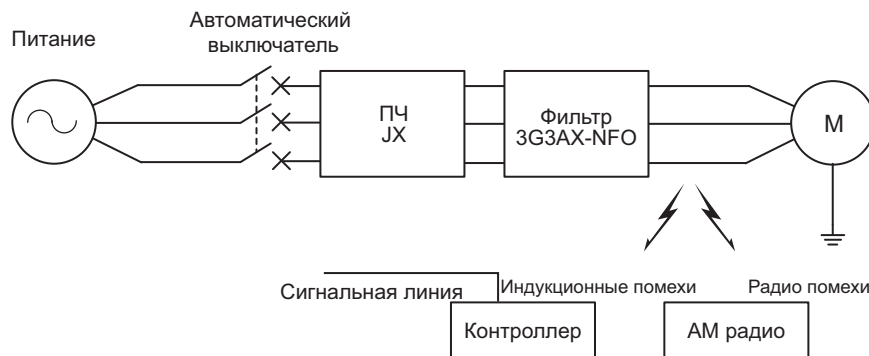 Питание
Автоматический
выключатель
ПЧ
JX
Фильтр
3G3AX-NFO
M
Сигнальная линия
Индукционные помехи
Радио помехи
Контроллер
АМ радио